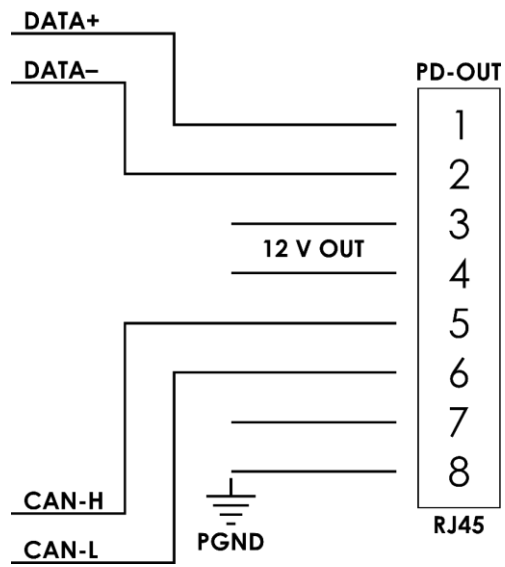 DATA+
DATA–
PD-OUT
1
2
3
12 V OUT
4
5
6
7
8
CAN-H
PGND
RJ45
CAN-L